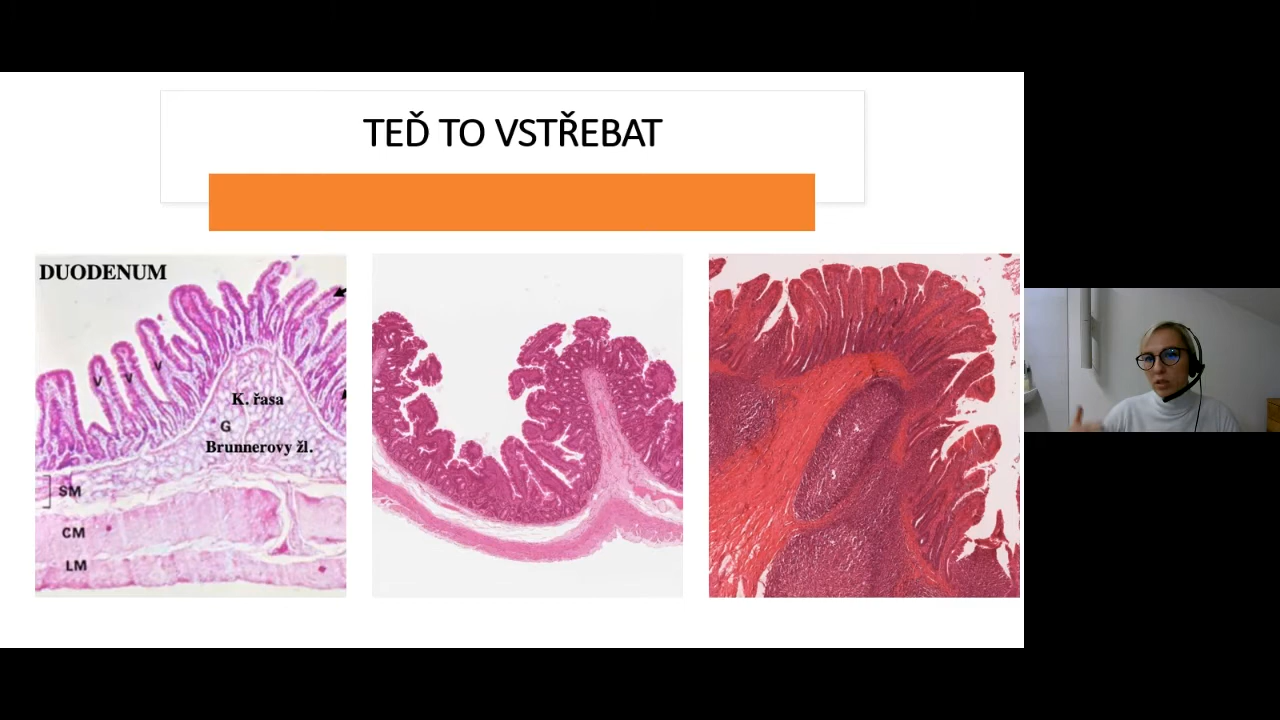 TEĎ TO VSTŘEBAT
DUODENUM
V V V
K. řasa
G
Brunnerovy žl.
SM
CM
LM